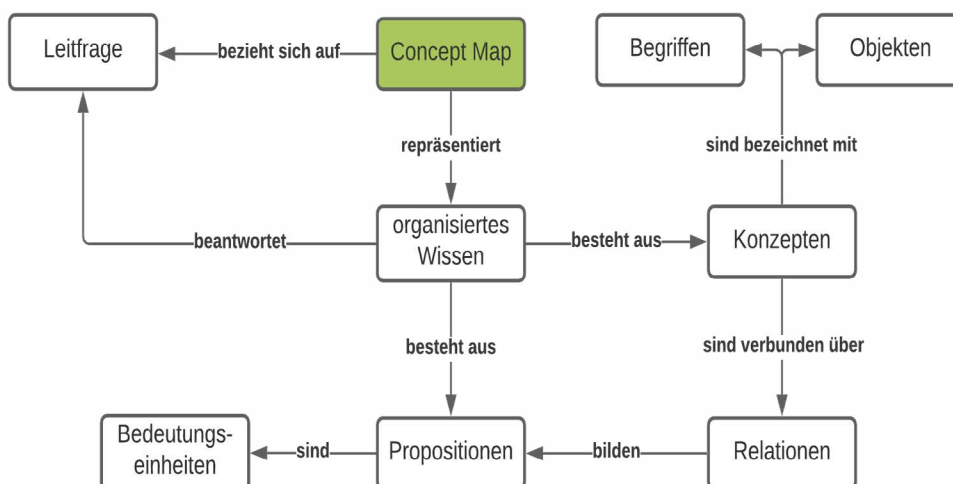 Leitfrage
bezieht sich auf
Concept Map
Begriffen
Objekten
repräsentiert
sind bezeichnet mit
beantwortet
organisiertes
Wissen
besteht aus
Konzepten
besteht aus
sind verbunden über
Bedeutungs-
einheiten
sind
Propositionen
bilden
Relationen